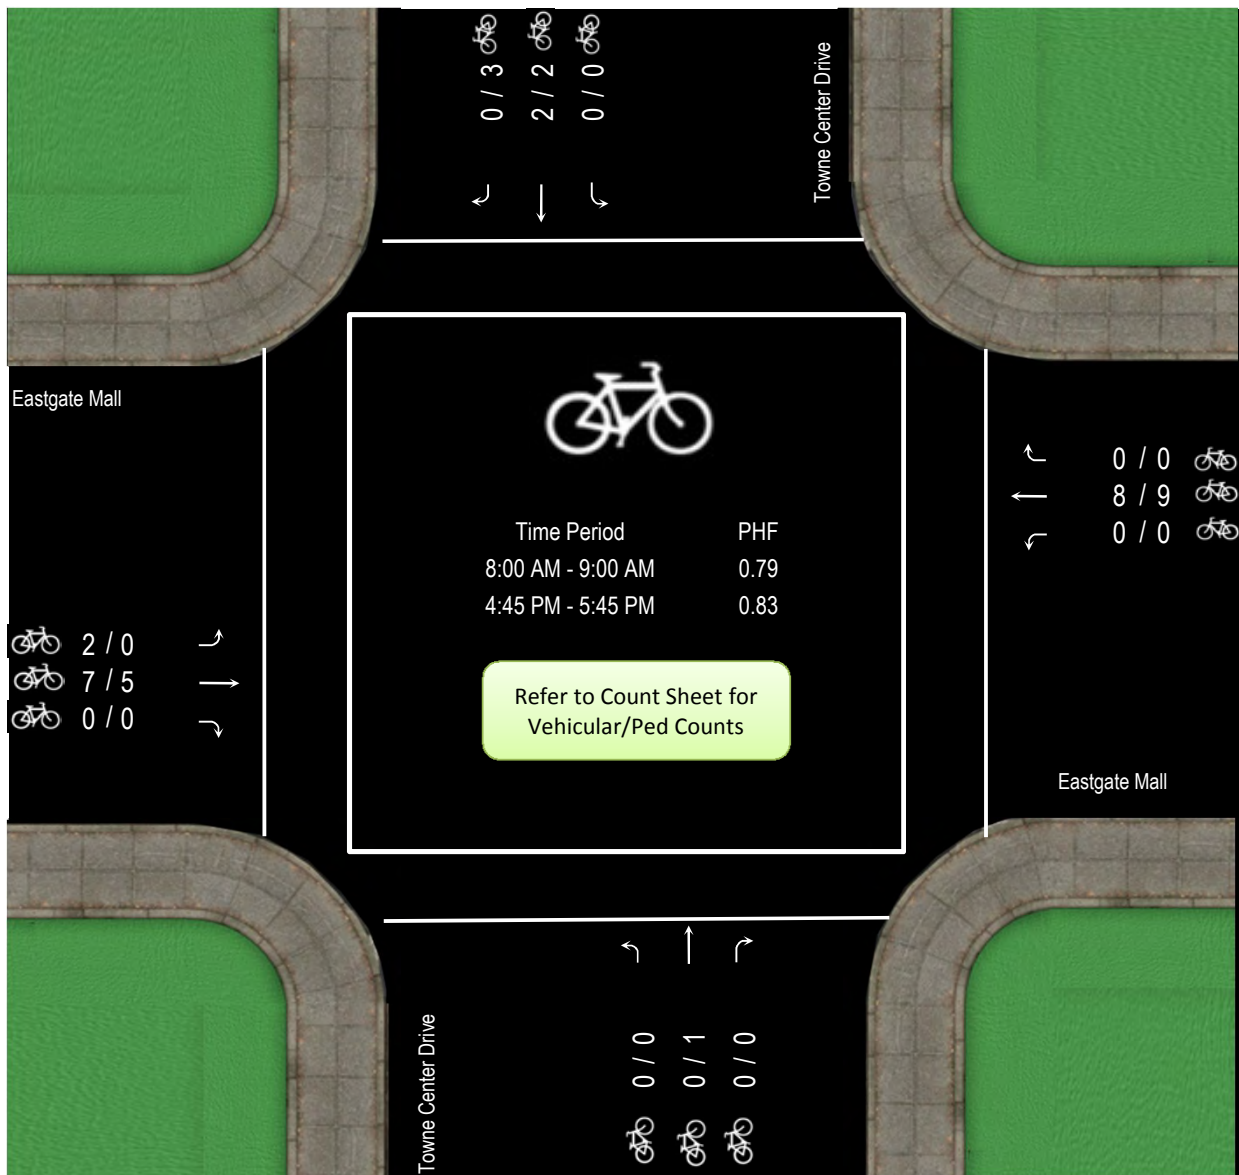 0 / 3
2 / 2
0 / 0
Towne Center Drive
Eastgate Mall
0 / 0
8 / 9
0 / 0
Time Period PHF
8:00 AM - 9:00 AM 0.79
4:45 PM - 5:45 PM 0.83
2 / 0
7 / 5
0 / 0
Refer to Count Sheet for
Vehicular/Ped Counts
Eastgate Mall
Towne Center Drive
0 / 0
0 / 1
0 / 0